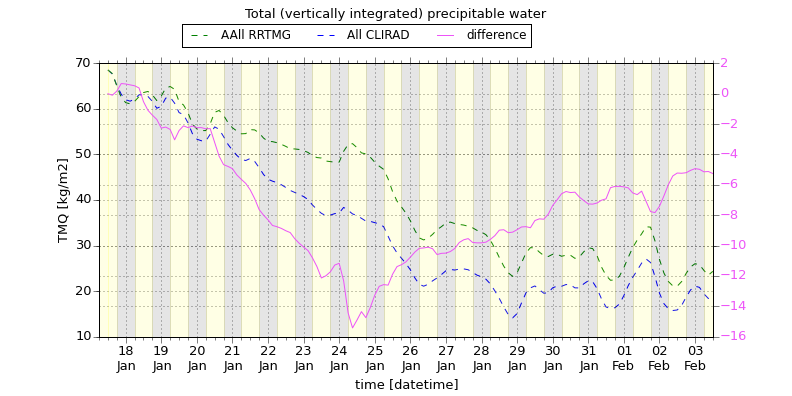 Total (vertically integrated) precipitable water
AAll RRTMG All CLIRAD difference
70 2
60 0
50 −2
40 −4
30 −6
20 −8
10 −10
−12
−14
−16
TMQ [kg/m2]
18 19 20 21 22 23 24 25 26 27 28 29 30 31 01 02 03
Jan Jan Jan Jan Jan Jan Jan Jan Jan Jan Jan Jan Jan Jan Feb Feb Feb
time [datetime]